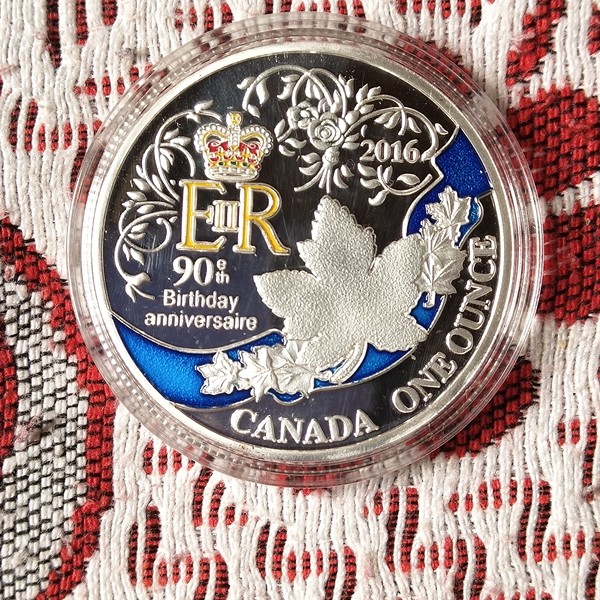 2016
EIIR
90e th
Birthday
anniversaire
CANADA ONE OUNCE